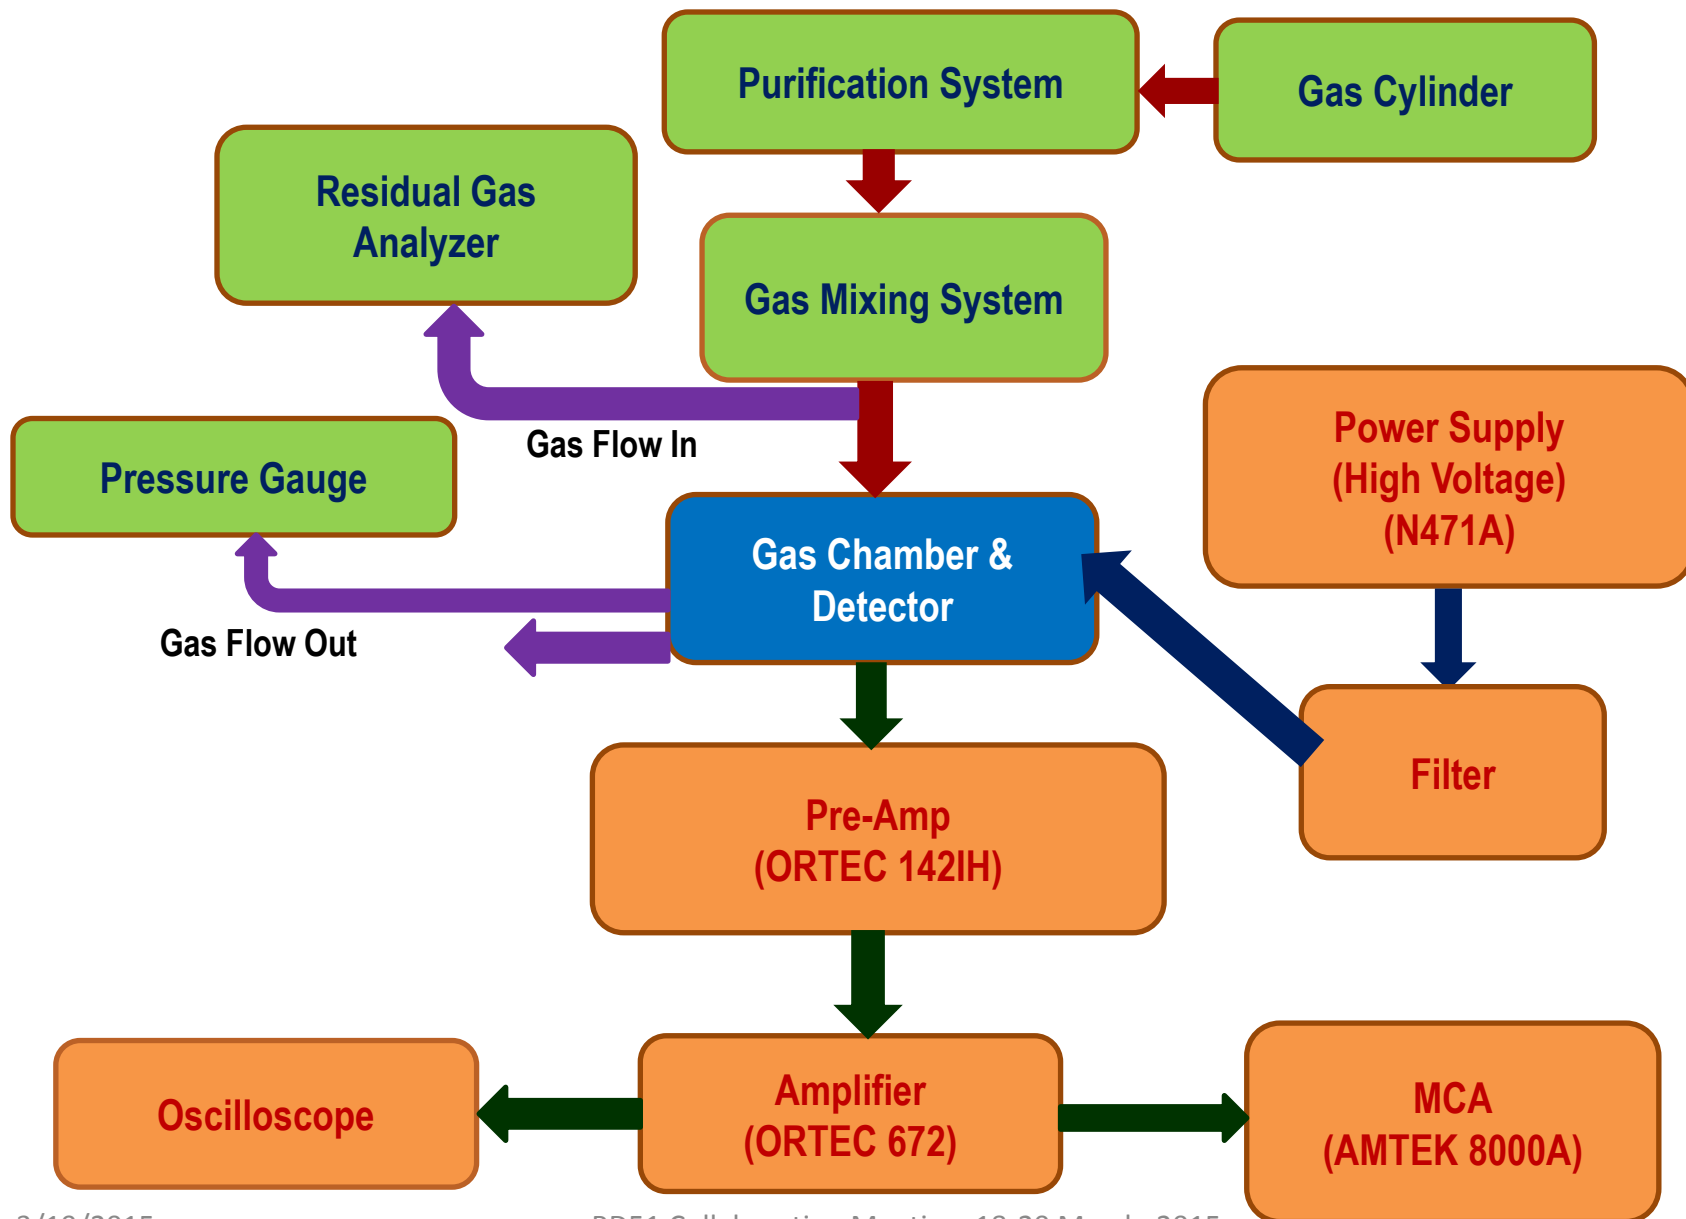 Purification System
Gas Cylinder
Residual Gas
Analyzer
Gas Mixing System
Gas Flow In
Pressure Gauge
Power Supply
(High Voltage)
(N471A)
Gas Chamber &
Detector
Gas Flow Out
Filter
Pre-Amp
(ORTEC 142IH)
Oscilloscope
Amplifier
(ORTEC 672)
MCA
(AMTEK 8000A)